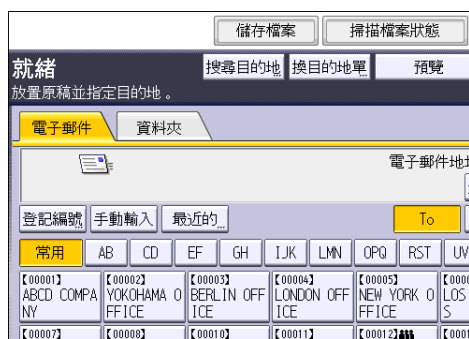 儲存檔案 掃描檔案狀態
就緒 搜尋目的地 換目的地單 預覽
放置原稿並指定目的地。
電子郵件 資料夾
電子郵件地
登記編號 手動輸入 最近的 To
常用 AB CD EF GH IJK LMN OPQ RST UV
【00001】 【00002】 【00003】 【00004】 【00005】
ABCD COMPA YOKOHAMA O BERLIN OFF LONDON OFF NEW YORK O LOS
NY FFICE ICE ICE FFICE S
【00007】 【00008】 【00010】 【00011】 【00012】